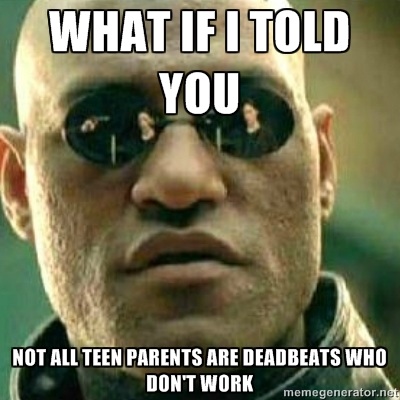 WHAT IF I TOLD
YOU
NOT ALL TEEN PARENTS ARE DEADBEATS WHO
DON'T WORK
memegenerator.net